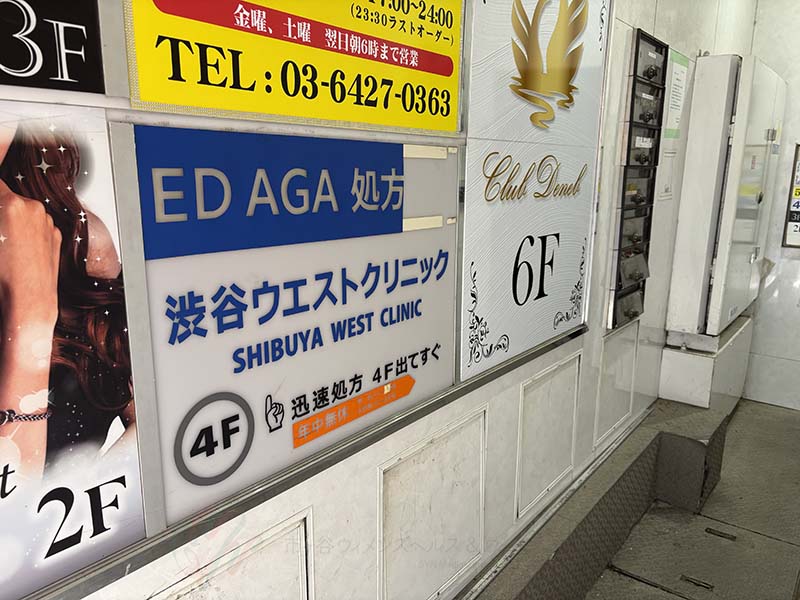 3F
17:00~24:00
(23:30ラストオーダー)
金曜、土曜 翌日朝6時まで営業
TEL : 03-6427-0363
ED AGA 処方
渋谷ウエストクリニック
SHIBUYA WEST CLINIC
4F
迅速処方 4F出てすぐ
年中無休
Club Deneb
6F
2F